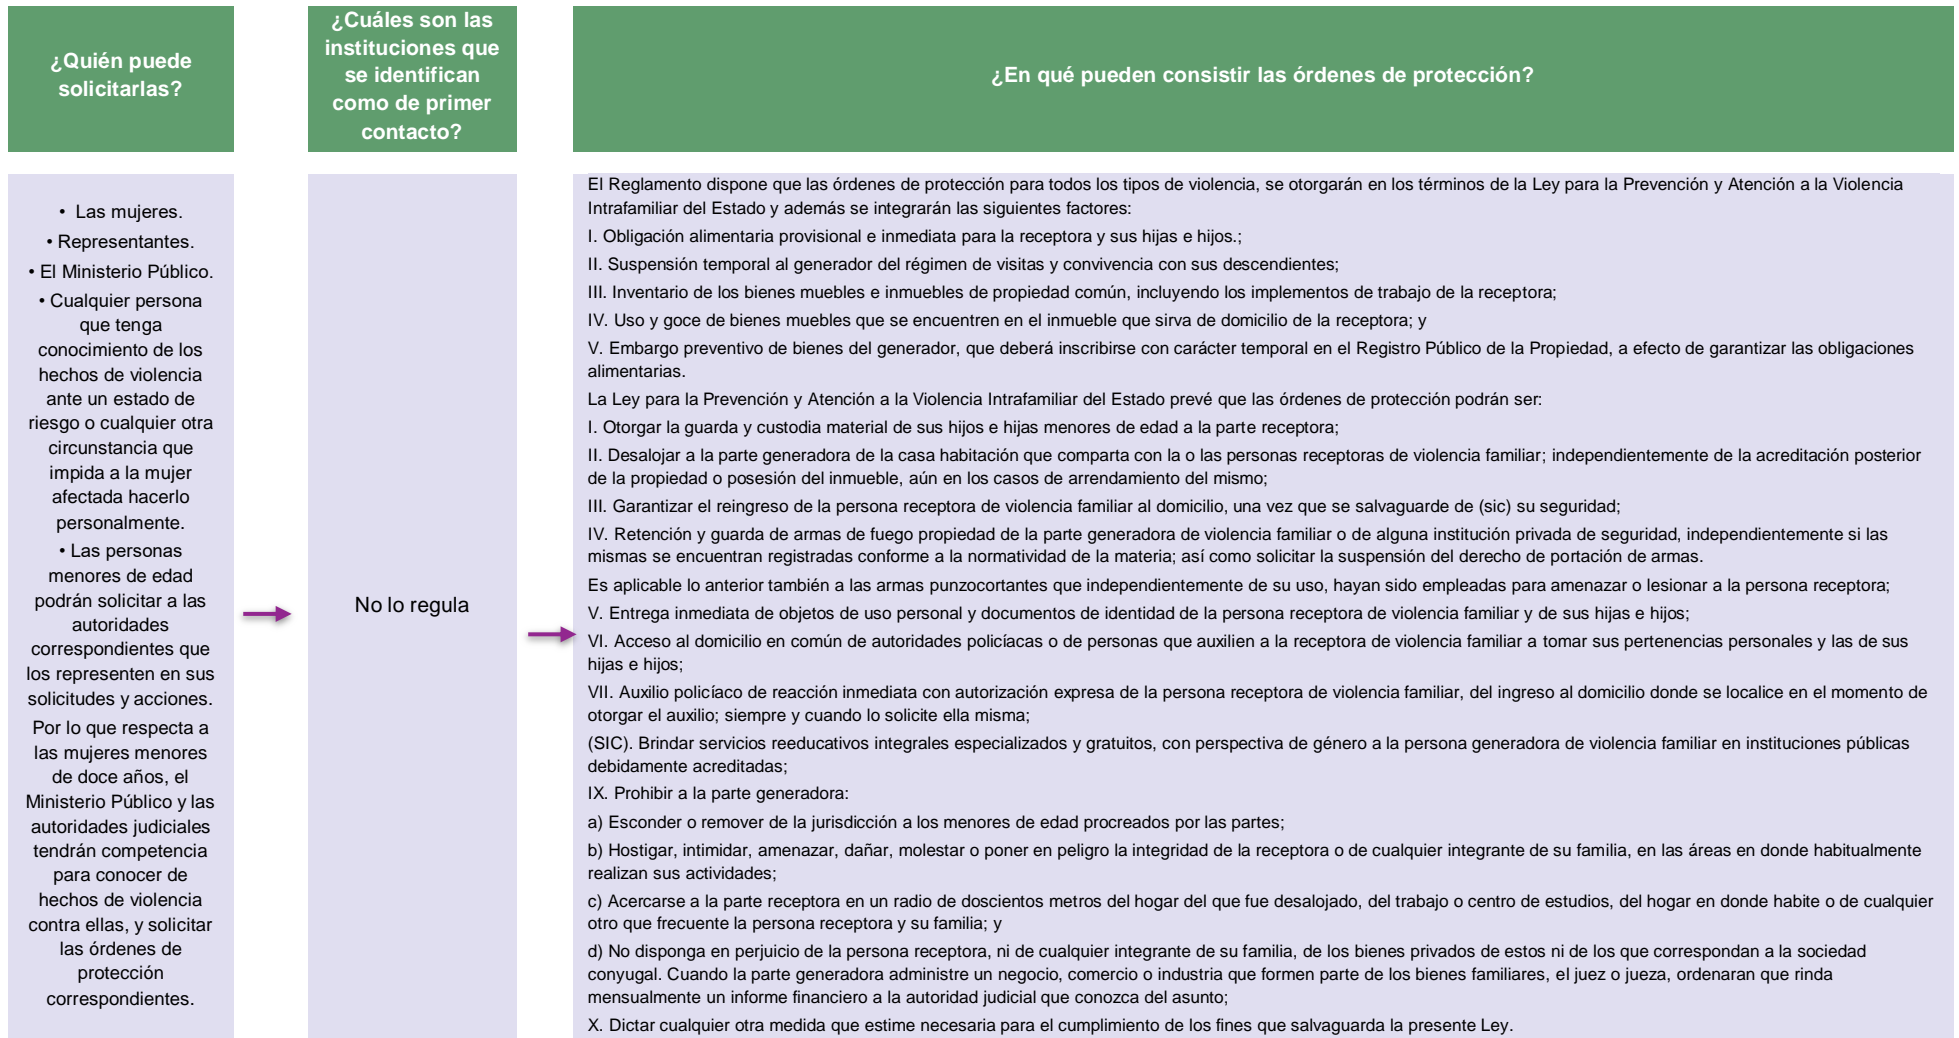 ¿Quién puede
solicitarlas?
¿Cuáles son las
instituciones que
se identifican
como de primer
contacto?
¿En qué pueden consistir las órdenes de protección?
• Las mujeres.
• Representantes.
• El Ministerio Público.
• Cualquier persona
que tenga
conocimiento de los
hechos de violencia
ante un estado de
riesgo o cualquier otra
circunstancia que
impida a la mujer
afectada hacerlo
personalmente.
• Las personas
menores de edad
podrán solicitar a las
autoridades
correspondientes que
los representen en sus
solicitudes y acciones.
Por lo que respecta a
las mujeres menores
de doce años, el
Ministerio Público y las
autoridades judiciales
tendrán competencia
para conocer de
hechos de violencia
contra ellas, y solicitar
las órdenes de
protección
correspondientes.
No lo regula
El Reglamento dispone que las órdenes de protección para todos los tipos de violencia, se otorgarán en los términos de la Ley para la Prevención y Atención a la Violencia
Intrafamiliar del Estado y además se integrarán las siguientes factores:
I. Obligación alimentaria provisional e inmediata para la receptora y sus hijas e hijos.;
II. Suspensión temporal al generador del régimen de visitas y convivencia con sus descendientes;
III. Inventario de los bienes muebles e inmuebles de propiedad común, incluyendo los implementos de trabajo de la receptora;
IV. Uso y goce de bienes muebles que se encuentren en el inmueble que sirva de domicilio de la receptora; y
V. Embargo preventivo de bienes del generador, que deberá inscribirse con carácter temporal en el Registro Público de la Propiedad, a efecto de garantizar las obligaciones
alimentarias.
La Ley para la Prevención y Atención a la Violencia Intrafamiliar del Estado prevé que las órdenes de protección podrán ser:
I. Otorgar la guarda y custodia material de sus hijos e hijas menores de edad a la parte receptora;
II. Desalojar a la parte generadora de la casa habitación que comparta con la o las personas receptoras de violencia familiar; independientemente de la acreditación posterior
de la propiedad o posesión del inmueble, aún en los casos de arrendamiento del mismo;
III. Garantizar el reingreso de la persona receptora de violencia familiar al domicilio, una vez que se salvaguarde de (sic) su seguridad;
IV. Retención y guarda de armas de fuego propiedad de la parte generadora de violencia familiar o de alguna institución privada de seguridad, independientemente si las
mismas se encuentran registradas conforme a la normatividad de la materia; así como solicitar la suspensión del derecho de portación de armas.
Es aplicable lo anterior también a las armas punzocortantes que independientemente de su uso, hayan sido empleadas para amenazar o lesionar a la persona receptora;
V. Entrega inmediata de objetos de uso personal y documentos de identidad de la persona receptora de violencia familiar y de sus hijas e hijos;
VI. Acceso al domicilio en común de autoridades policíacas o de personas que auxilien a la receptora de violencia familiar a tomar sus pertenencias personales y las de sus
hijas e hijos;
VII. Auxilio policíaco de reacción inmediata con autorización expresa de la persona receptora de violencia familiar, del ingreso al domicilio donde se localice en el momento de
otorgar el auxilio; siempre y cuando lo solicite ella misma;
(SIC). Brindar servicios reeducativos integrales especializados y gratuitos, con perspectiva de género a la persona generadora de violencia familiar en instituciones públicas
debidamente acreditadas;
IX. Prohibir a la parte generadora:
a) Esconder o remover de la jurisdicción a los menores de edad procreados por las partes;
b) Hostigar, intimidar, amenazar, dañar, molestar o poner en peligro la integridad de la receptora o de cualquier integrante de su familia, en las áreas en donde habitualmente
realizan sus actividades;
c) Acercarse a la parte receptora en un radio de doscientos metros del hogar del que fue desalojado, del trabajo o centro de estudios, del hogar en donde habite o de cualquier
otro que frecuente la persona receptora y su familia; y
d) No disponga en perjuicio de la persona receptora, ni de cualquier integrante de su familia, de los bienes privados de estos ni de los que correspondan a la sociedad
conyugal. Cuando la parte generadora administre un negocio, comercio o industria que formen parte de los bienes familiares, el juez o jueza, ordenaran que rinda
mensualmente un informe financiero a la autoridad judicial que conozca del asunto;
X. Dictar cualquier otra medida que estime necesaria para el cumplimiento de los fines que salvaguarda la presente Ley.